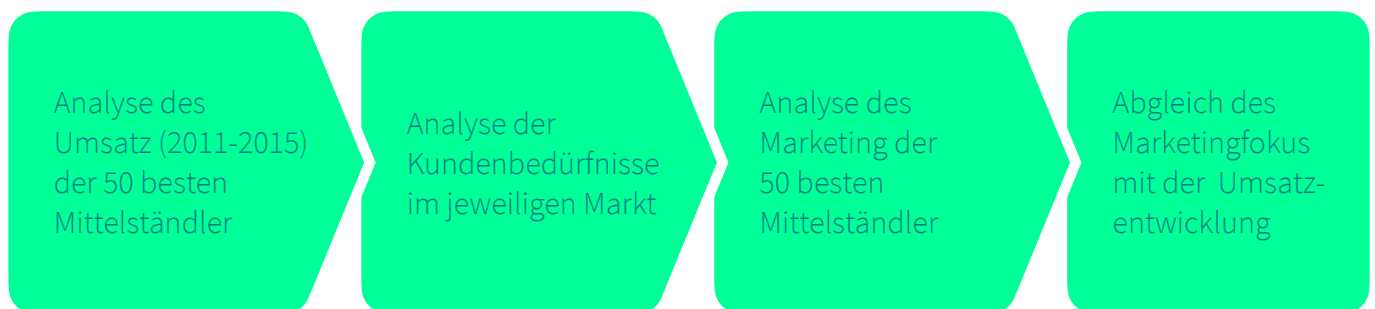 Analyse des
Umsatz (2011-2015)
der 50 besten
Mittelständler
Analyse der
Kundenbedürfnisse
im jeweiligen Markt
Analyse des
Marketing der
50 besten
Mittelständler
Abgleich des
Marketingfokus
mit der  Umsatz-
entwicklung